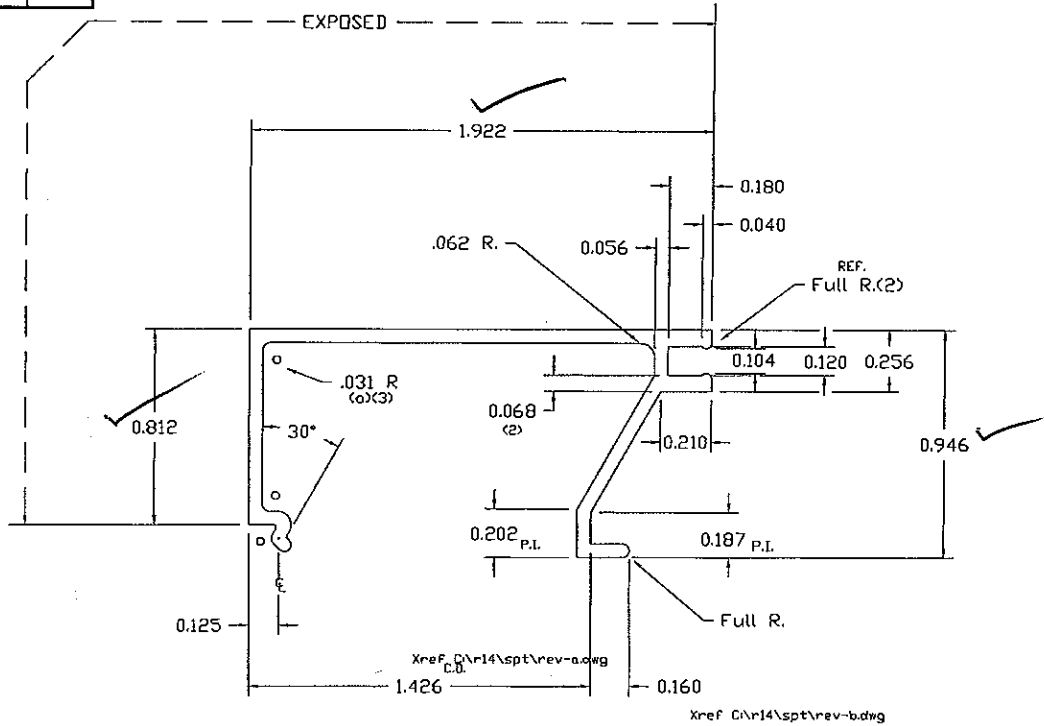 EXPOSED
1.922
0.180
0.040
0.056
.062 R.
REF.
Full R.(2)
0.104
0.120
0.256
.031 R
(a)(3)
0.068
(2)
0.812
30°
0.210
0.946
0.202 P.I.
0.187 P.I.
℄
0.125
Full R.
Xref C:\r14\spt\rev-a.dwg
C.D.
1.426
0.160
Xref C:\r14\spt\rev-b.dwg